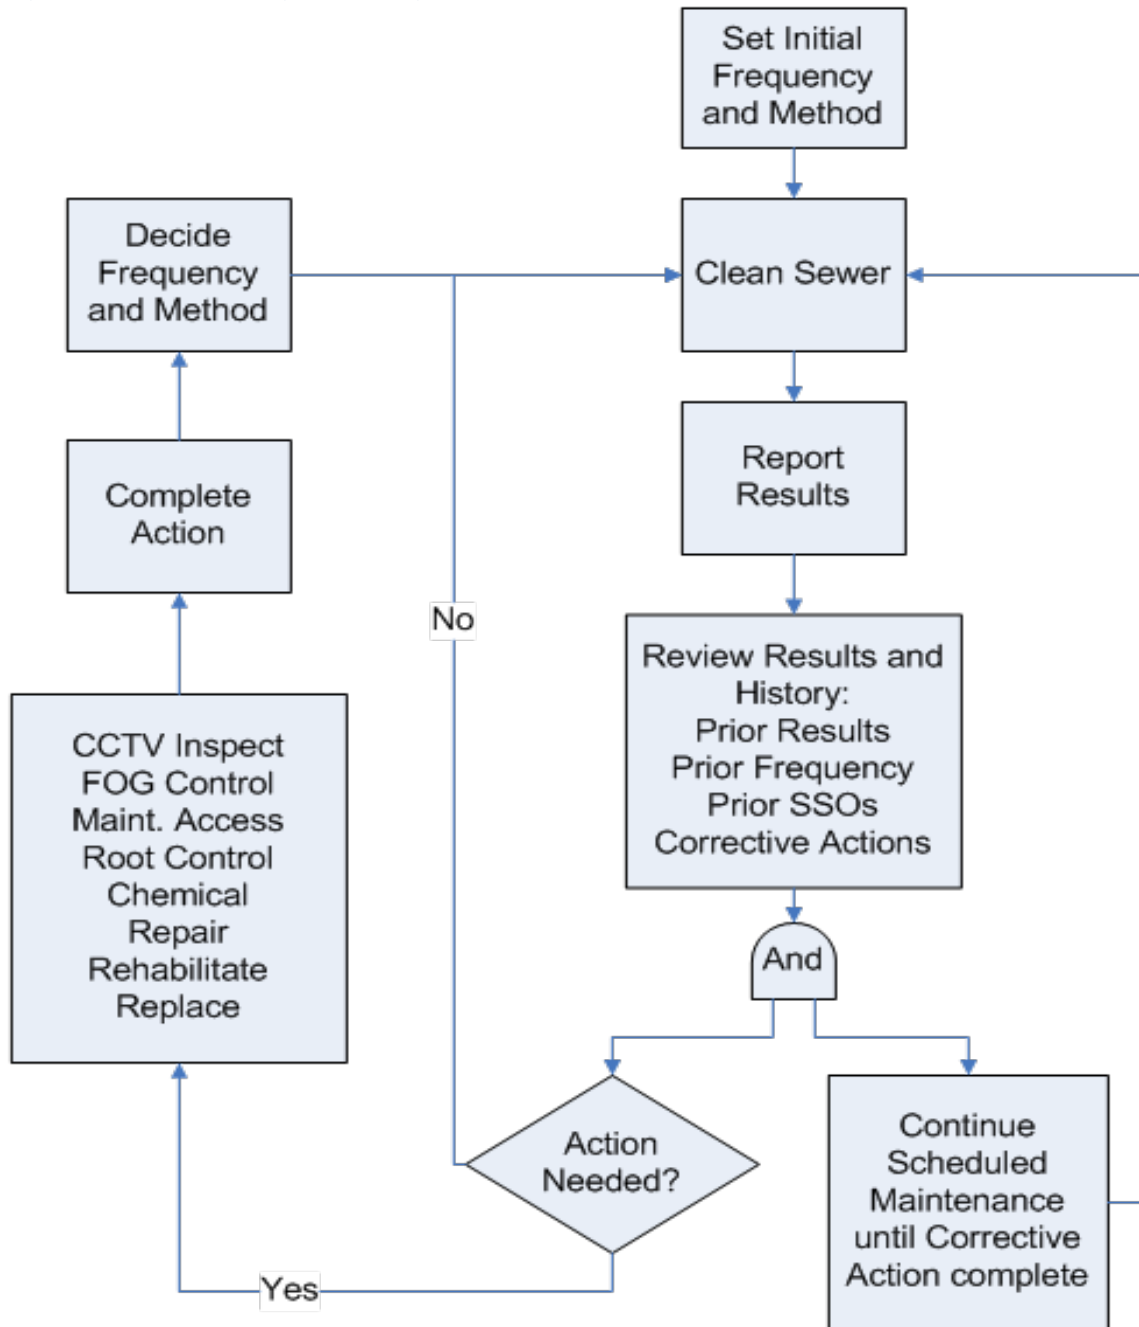 Set Initial
Frequency
and Method
Decide
Frequency
and Method
Clean Sewer
Complete
Action
Report
Results
No
Review Results and
History:
Prior Results
Prior Frequency
Prior SSOs
Corrective Actions
CCTV Inspect
FOG Control
Maint. Access
Root Control
Chemical
Repair
Rehabilitate
Replace
And
Action
Needed?
Continue
Scheduled
Maintenance
until Corrective
Action complete
Yes